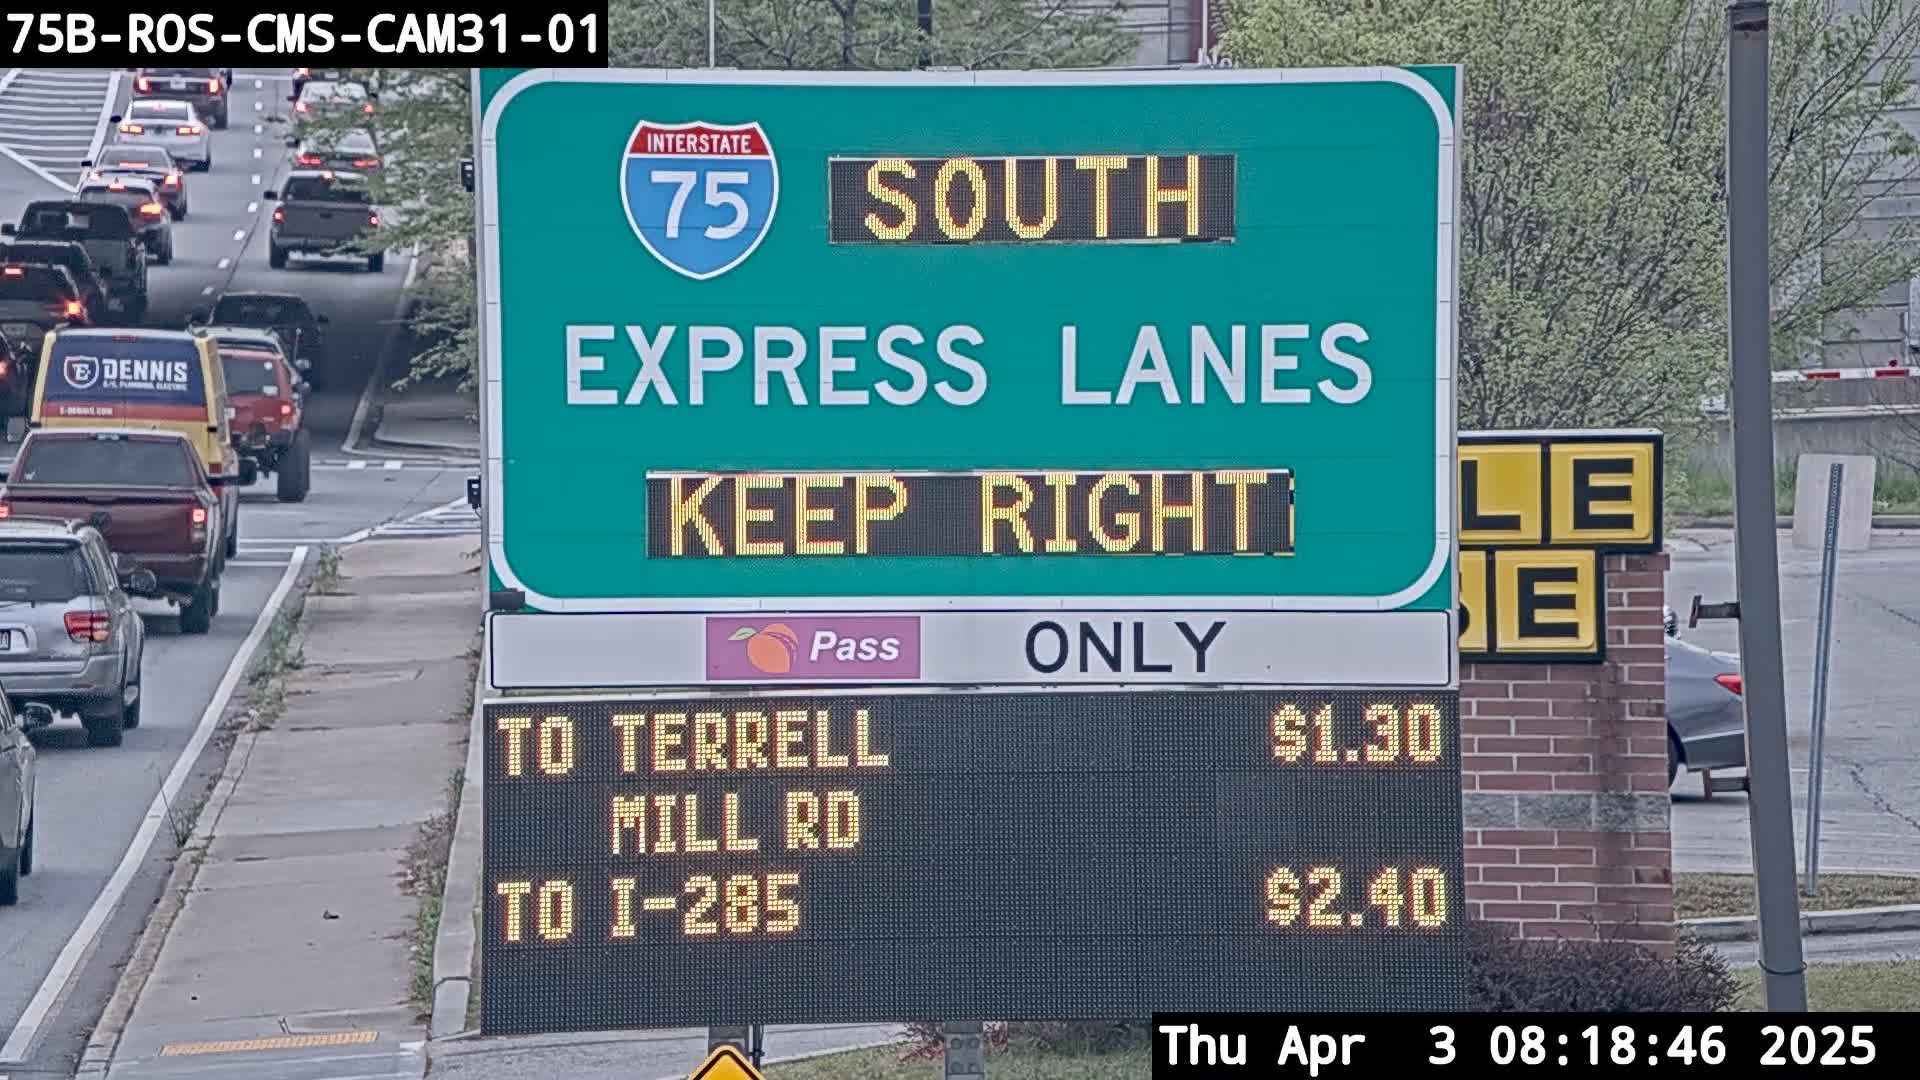 75B-ROS-CMS-CAM31-01
INTERSTATE
75
SOUTH
EXPRESS LANES
KEEP RIGHT
Pass ONLY
TO TERRELL $1.30
MILL RD
TO I-285 $2.40
DENNIS
LE
E
Thu Apr 3 08:18:46 2025